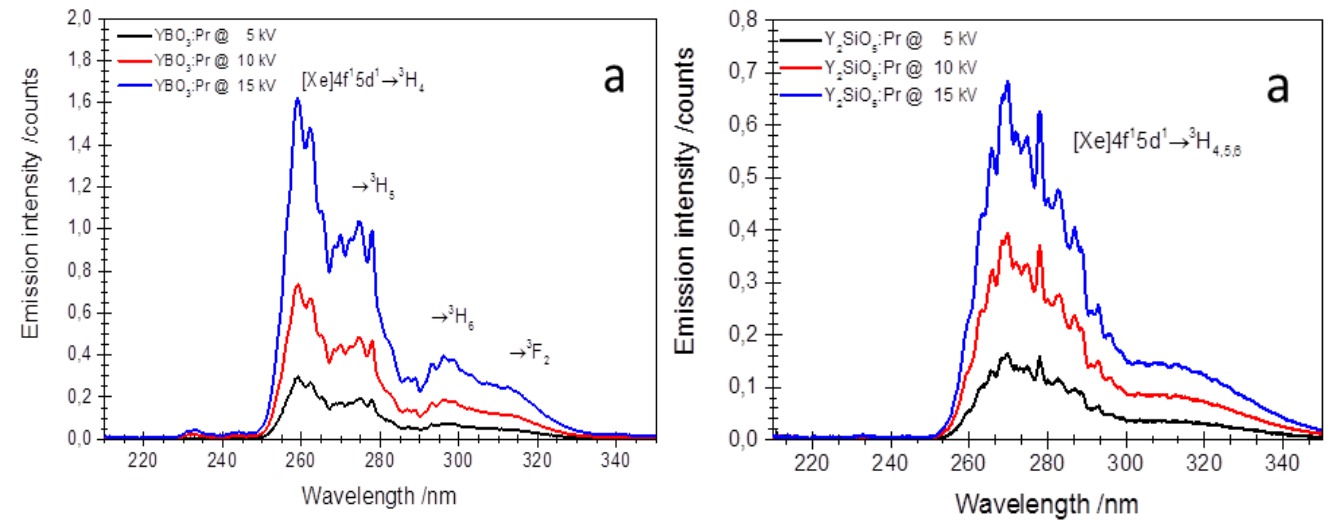 2,0
1,8
1,6
1,4
1,2
1,0
0,8
0,6
0,4
0,2
0,0
Emission intensity /counts
YBO₃:Pr @ 5 kV
YBO₃:Pr @ 10 kV
YBO₃:Pr @ 15 kV
a
[Xe]4f¹5d¹→³H₄
→³H₅
→³H₆
→³F₂
220 240 260 280 300 320 340
Wavelength /nm
0,8
0,7
0,6
0,5
0,4
0,3
0,2
0,1
0,0
Emission intensity /counts
Y₂SiO₅:Pr @ 5 kV
Y₂SiO₅:Pr @ 10 kV
Y₂SiO₅:Pr @ 15 kV
a
[Xe]4f¹5d¹→³H₄,₅,₆
220 240 260 280 300 320 340
Wavelength /nm